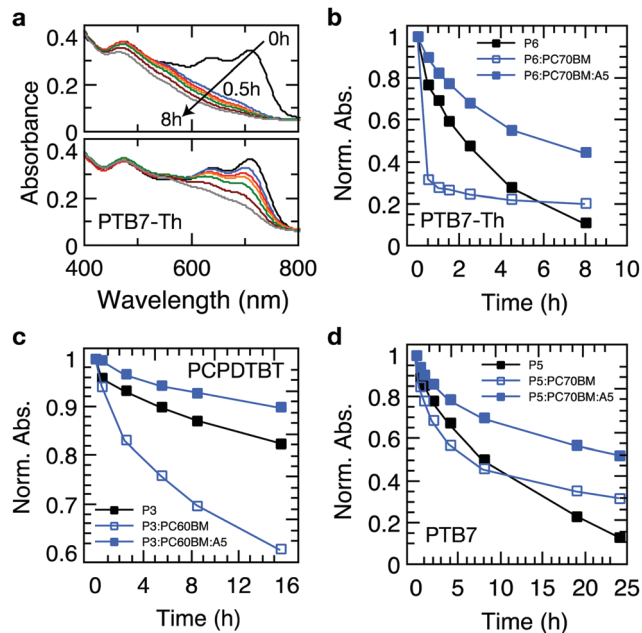 a
0.4
0.2
0
0h
0.5h
8h
0.4
0.2
0
PTB7-Th
Absorbance
400
600
800
Wavelength (nm)
b
1
0.8
0.6
0.4
0.2
0
P6
P6:PC70BM
P6:PC70BM:A5
PTB7-Th
Norm. Abs.
0
2
4
6
8
10
Time (h)
c
1
0.9
0.8
0.7
0.6
PCPDTBT
P3
P3:PC60BM
P3:PC60BM:A5
Norm. Abs.
0
4
8
12
16
Time (h)
d
1
0.8
0.6
0.4
0.2
0
P5
P5:PC70BM
P5:PC70BM:A5
PTB7
Norm. Abs.
0
5
10
15
20
25
Time (h)